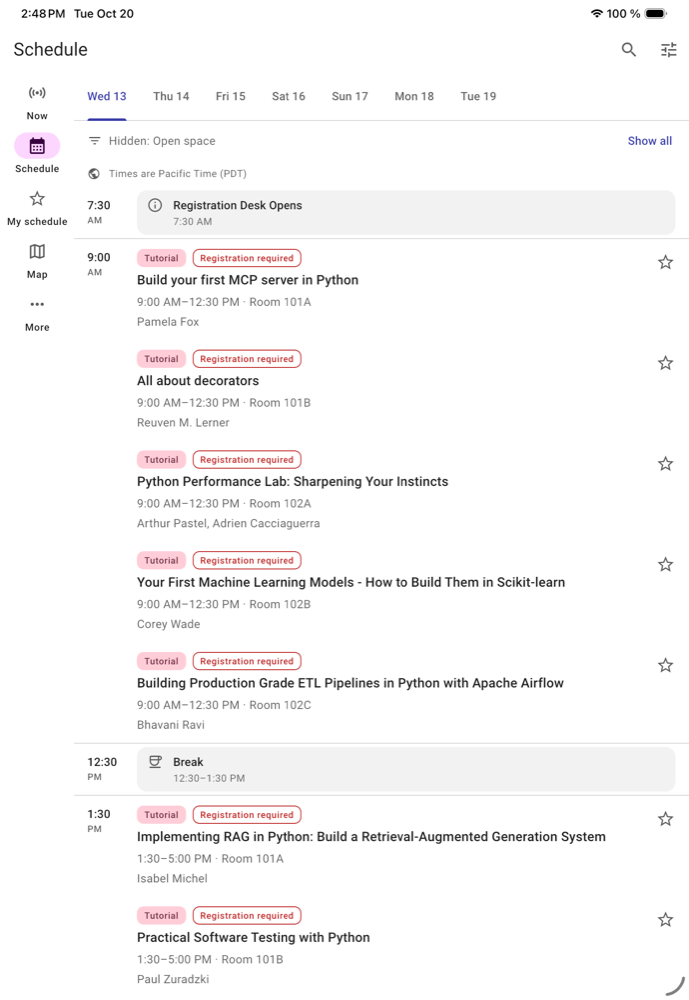 2:48 PM Tue Oct 20
100 %
Schedule
Now
Schedule
My schedule
Map
More
Wed 13 Thu 14 Fri 15 Sat 16 Sun 17 Mon 18 Tue 19
Hidden: Open space Show all
Times are Pacific Time (PDT)
7:30 AM
Registration Desk Opens
7:30 AM
9:00 AM
Tutorial Registration required
Build your first MCP server in Python
9:00 AM–12:30 PM · Room 101A
Pamela Fox
Tutorial Registration required
All about decorators
9:00 AM–12:30 PM · Room 101B
Reuven M. Lerner
Tutorial Registration required
Python Performance Lab: Sharpening Your Instincts
9:00 AM–12:30 PM · Room 102A
Arthur Pastel, Adrien Cacciaguerra
Tutorial Registration required
Your First Machine Learning Models - How to Build Them in Scikit-learn
9:00 AM–12:30 PM · Room 102B
Corey Wade
Tutorial Registration required
Building Production Grade ETL Pipelines in Python with Apache Airflow
9:00 AM–12:30 PM · Room 102C
Bhavani Ravi
12:30 PM
Break
12:30–1:30 PM
1:30 PM
Tutorial Registration required
Implementing RAG in Python: Build a Retrieval-Augmented Generation System
1:30–5:00 PM · Room 101A
Isabel Michel
Tutorial Registration required
Practical Software Testing with Python
1:30–5:00 PM · Room 101B
Paul Zuradzki